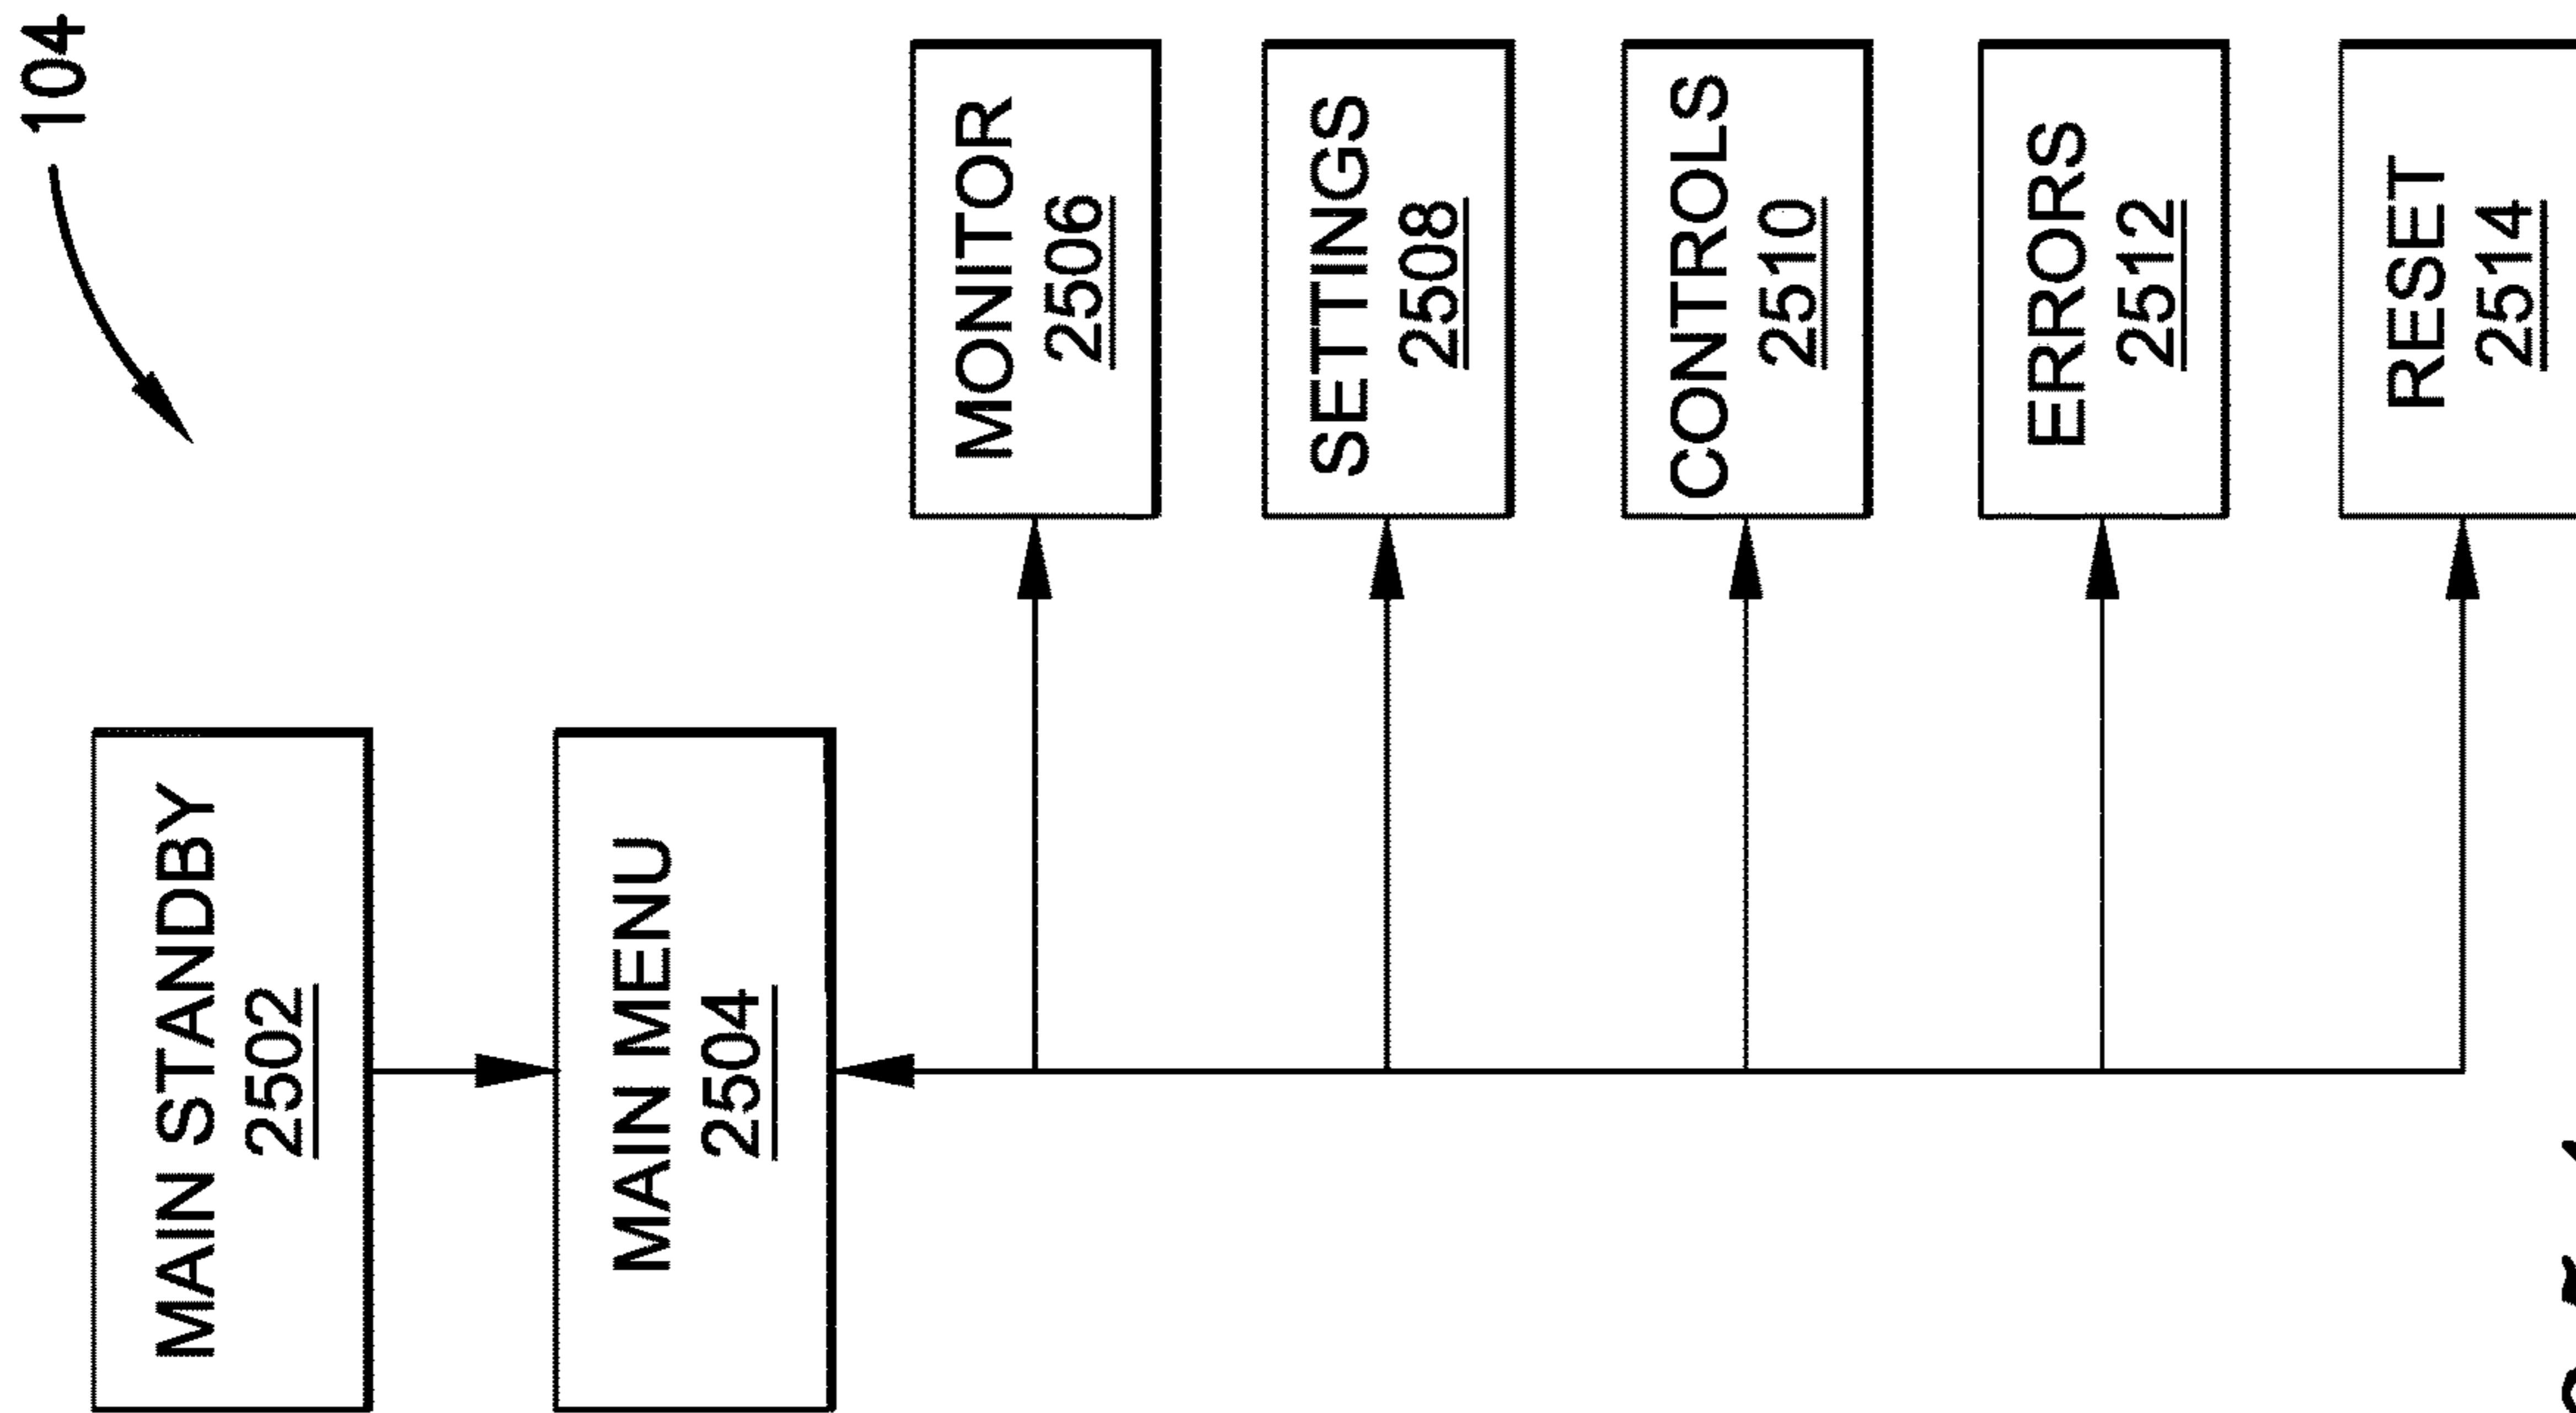 104
MAIN STANDBY
2502
MAIN MENU
2504
MONITOR
2506
SETTINGS
2508
CONTROLS
2510
ERRORS
2512
RESET
2514